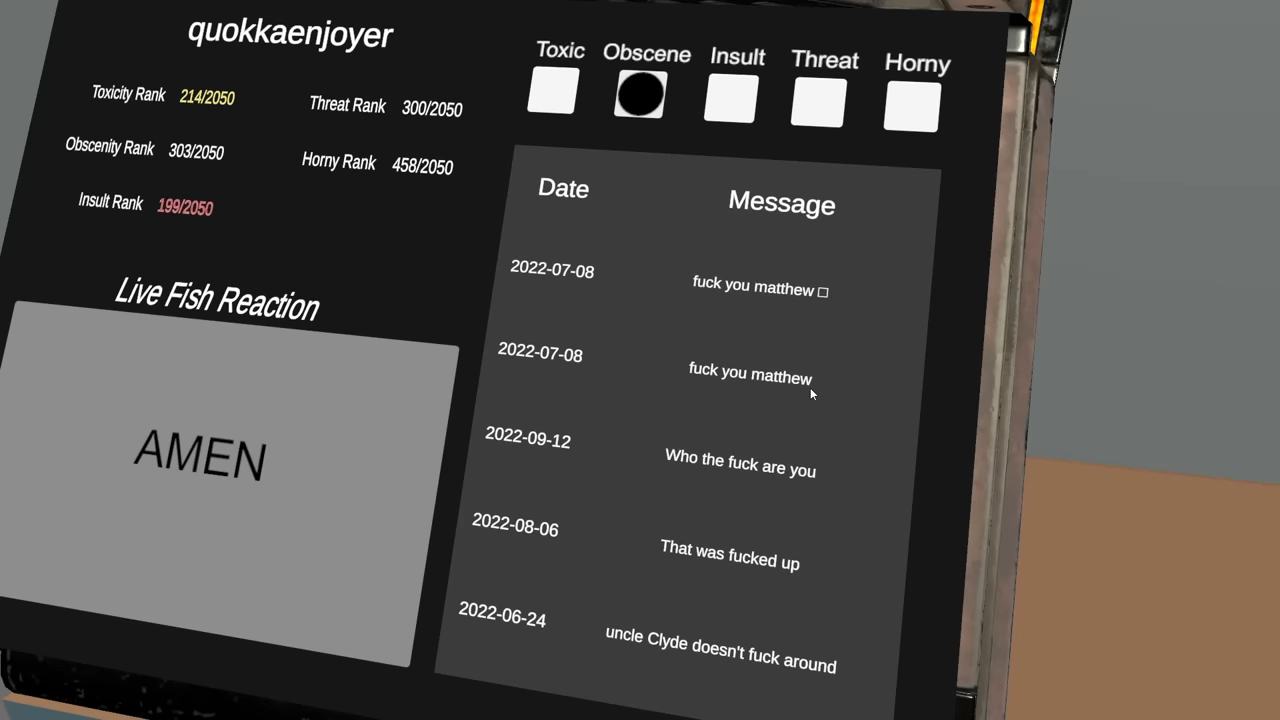 quokkaenjoyer
Toxicity Rank 214/2050
Threat Rank 300/2050
Obscenity Rank 303/2050
Horny Rank 458/2050
Insult Rank 199/2050
Live Fish Reaction
AMEN
Toxic Obscene Insult Threat Horny
Date Message
2022-07-08 fuck you matthew □
2022-07-08 fuck you matthew
2022-09-12 Who the fuck are you
2022-08-06 That was fucked up
2022-06-24 uncle Clyde doesn't fuck around